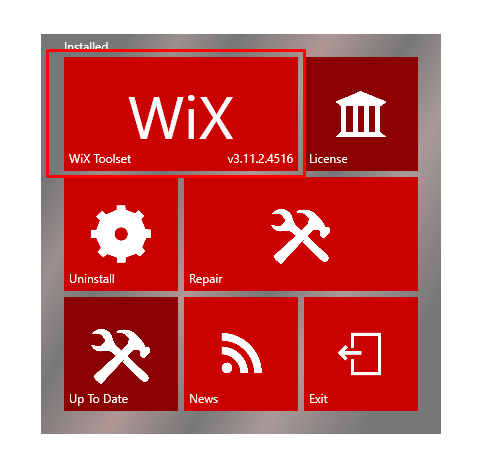 Installed
WiX
WiX Toolset
v3.11.2.4516
License
Uninstall
Repair
Up To Date
News
Exit